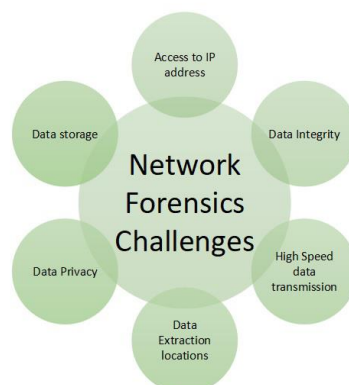 Access to IP
address
Data storage
Data Integrity
Network
Forensics
Challenges
Data Privacy
High Speed
data
transmission
Data
Extraction
locations